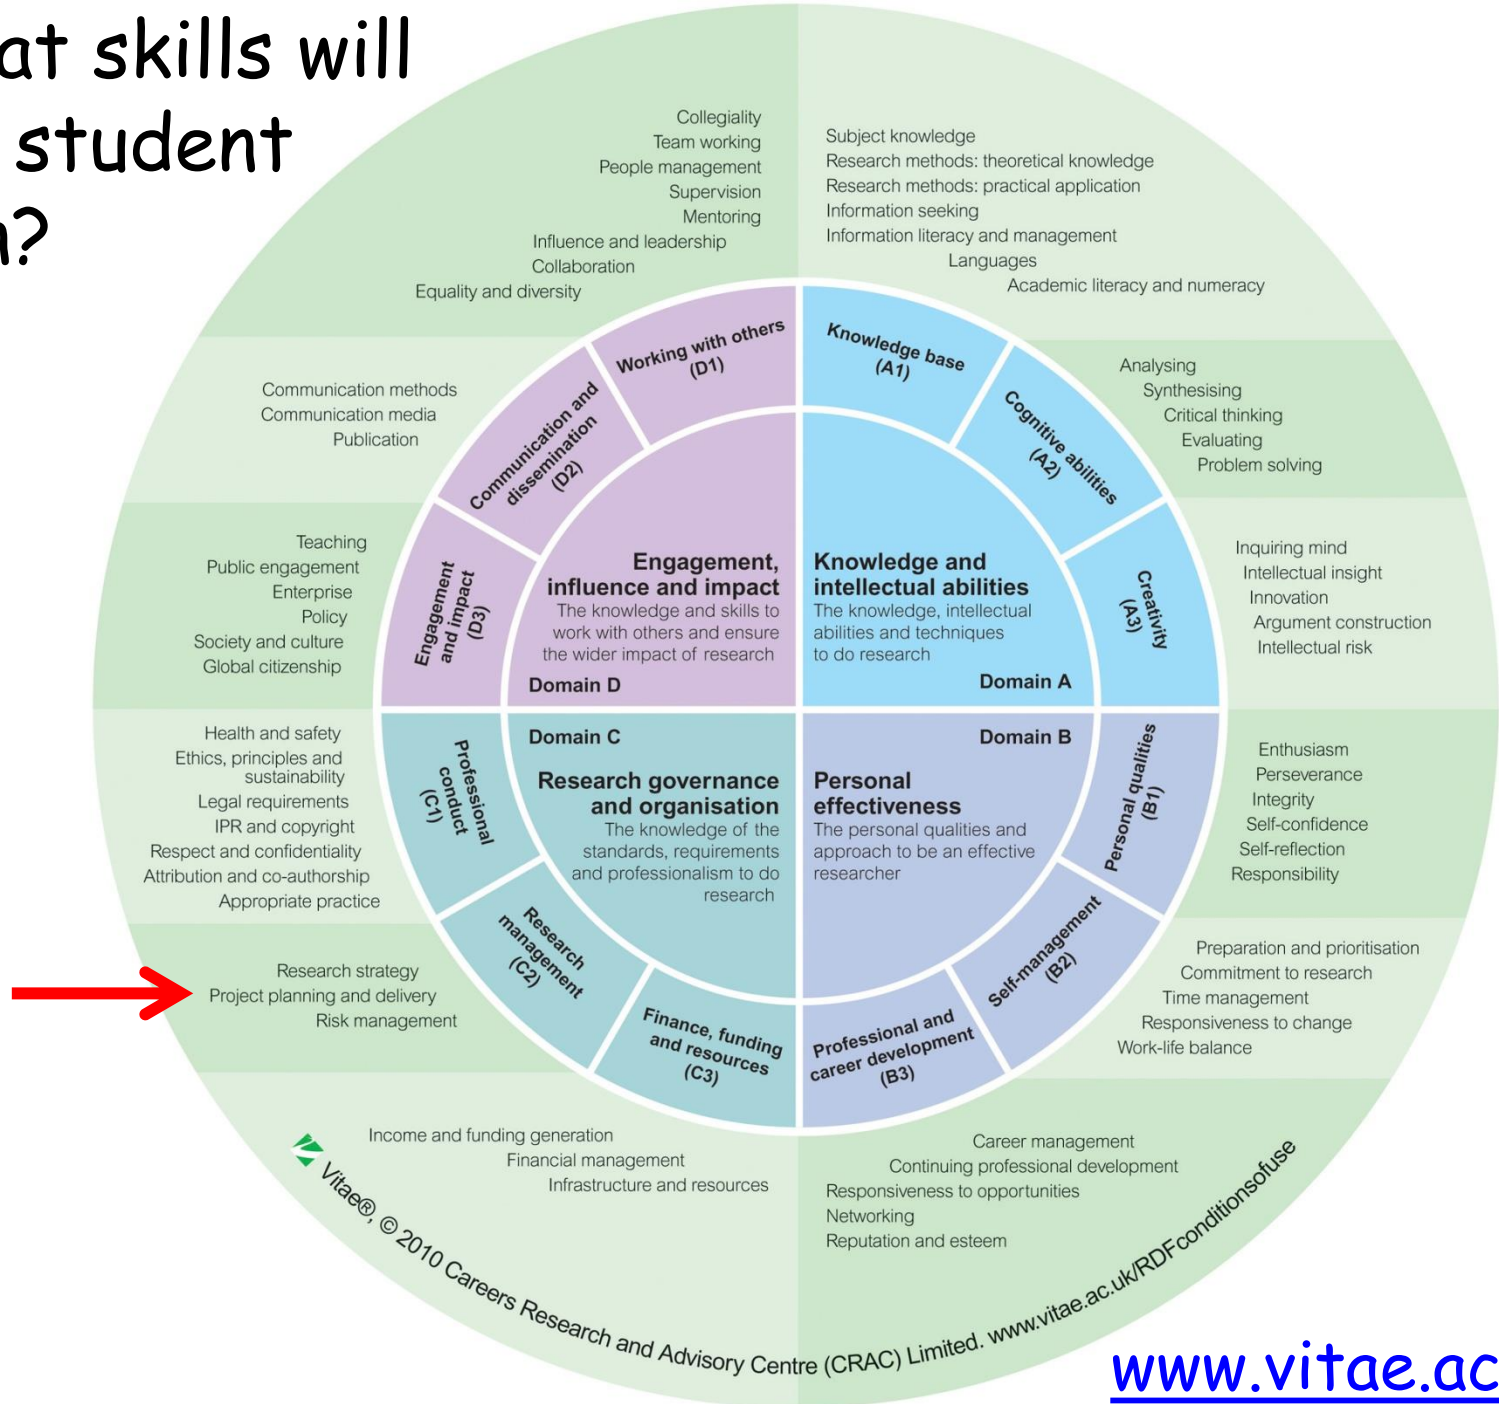 at skills will
student
?
Collegiality
Team working
People management
Supervision
Mentoring
Influence and leadership
Collaboration
Equality and diversity
Subject knowledge
Research methods: theoretical knowledge
Research methods: practical application
Information seeking
Information literacy and management
Languages
Academic literacy and numeracy
Working with others
(D1)
Knowledge base
(A1)
Communication methods
Communication media
Publication
Communication and
dissemination
(D2)
Cognitive abilities
(A2)
Analysing
Synthesising
Critical thinking
Evaluating
Problem solving
Teaching
Public engagement
Enterprise
Policy
Society and culture
Global citizenship
Engagement
and impact
(D3)
Engagement,
influence and impact
The knowledge and skills to
work with others and ensure
the wider impact of research
Domain D
Knowledge and
intellectual abilities
The knowledge, intellectual
abilities and techniques
to do research
Domain A
Creativity
(A3)
Inquiring mind
Intellectual insight
Innovation
Argument construction
Intellectual risk
Health and safety
Ethics, principles and
sustainability
Legal requirements
IPR and copyright
Respect and confidentiality
Attribution and co-authorship
Appropriate practice
Professional
conduct
(C1)
Domain C
Research governance
and organisation
The knowledge of the
standards, requirements
and professionalism to do
research
Domain B
Personal
effectiveness
The personal qualities and
approach to be an effective
researcher
Personal qualities
(B1)
Enthusiasm
Perseverance
Integrity
Self-confidence
Self-reflection
Responsibility
Research strategy
Project planning and delivery
Risk management
Research
management
(C2)
Self-management
(B2)
Preparation and prioritisation
Commitment to research
Time management
Responsiveness to change
Work-life balance
Finance, funding
and resources
(C3)
Professional and
career development
(B3)
Income and funding generation
Financial management
Infrastructure and resources
Career management
Continuing professional development
Responsiveness to opportunities
Networking
Reputation and esteem
Vitae®, © 2010 Careers Research and Advisory Centre (CRAC) Limited. www.vitae.ac.uk/RDFconditionsofuse
www.vitae.ac